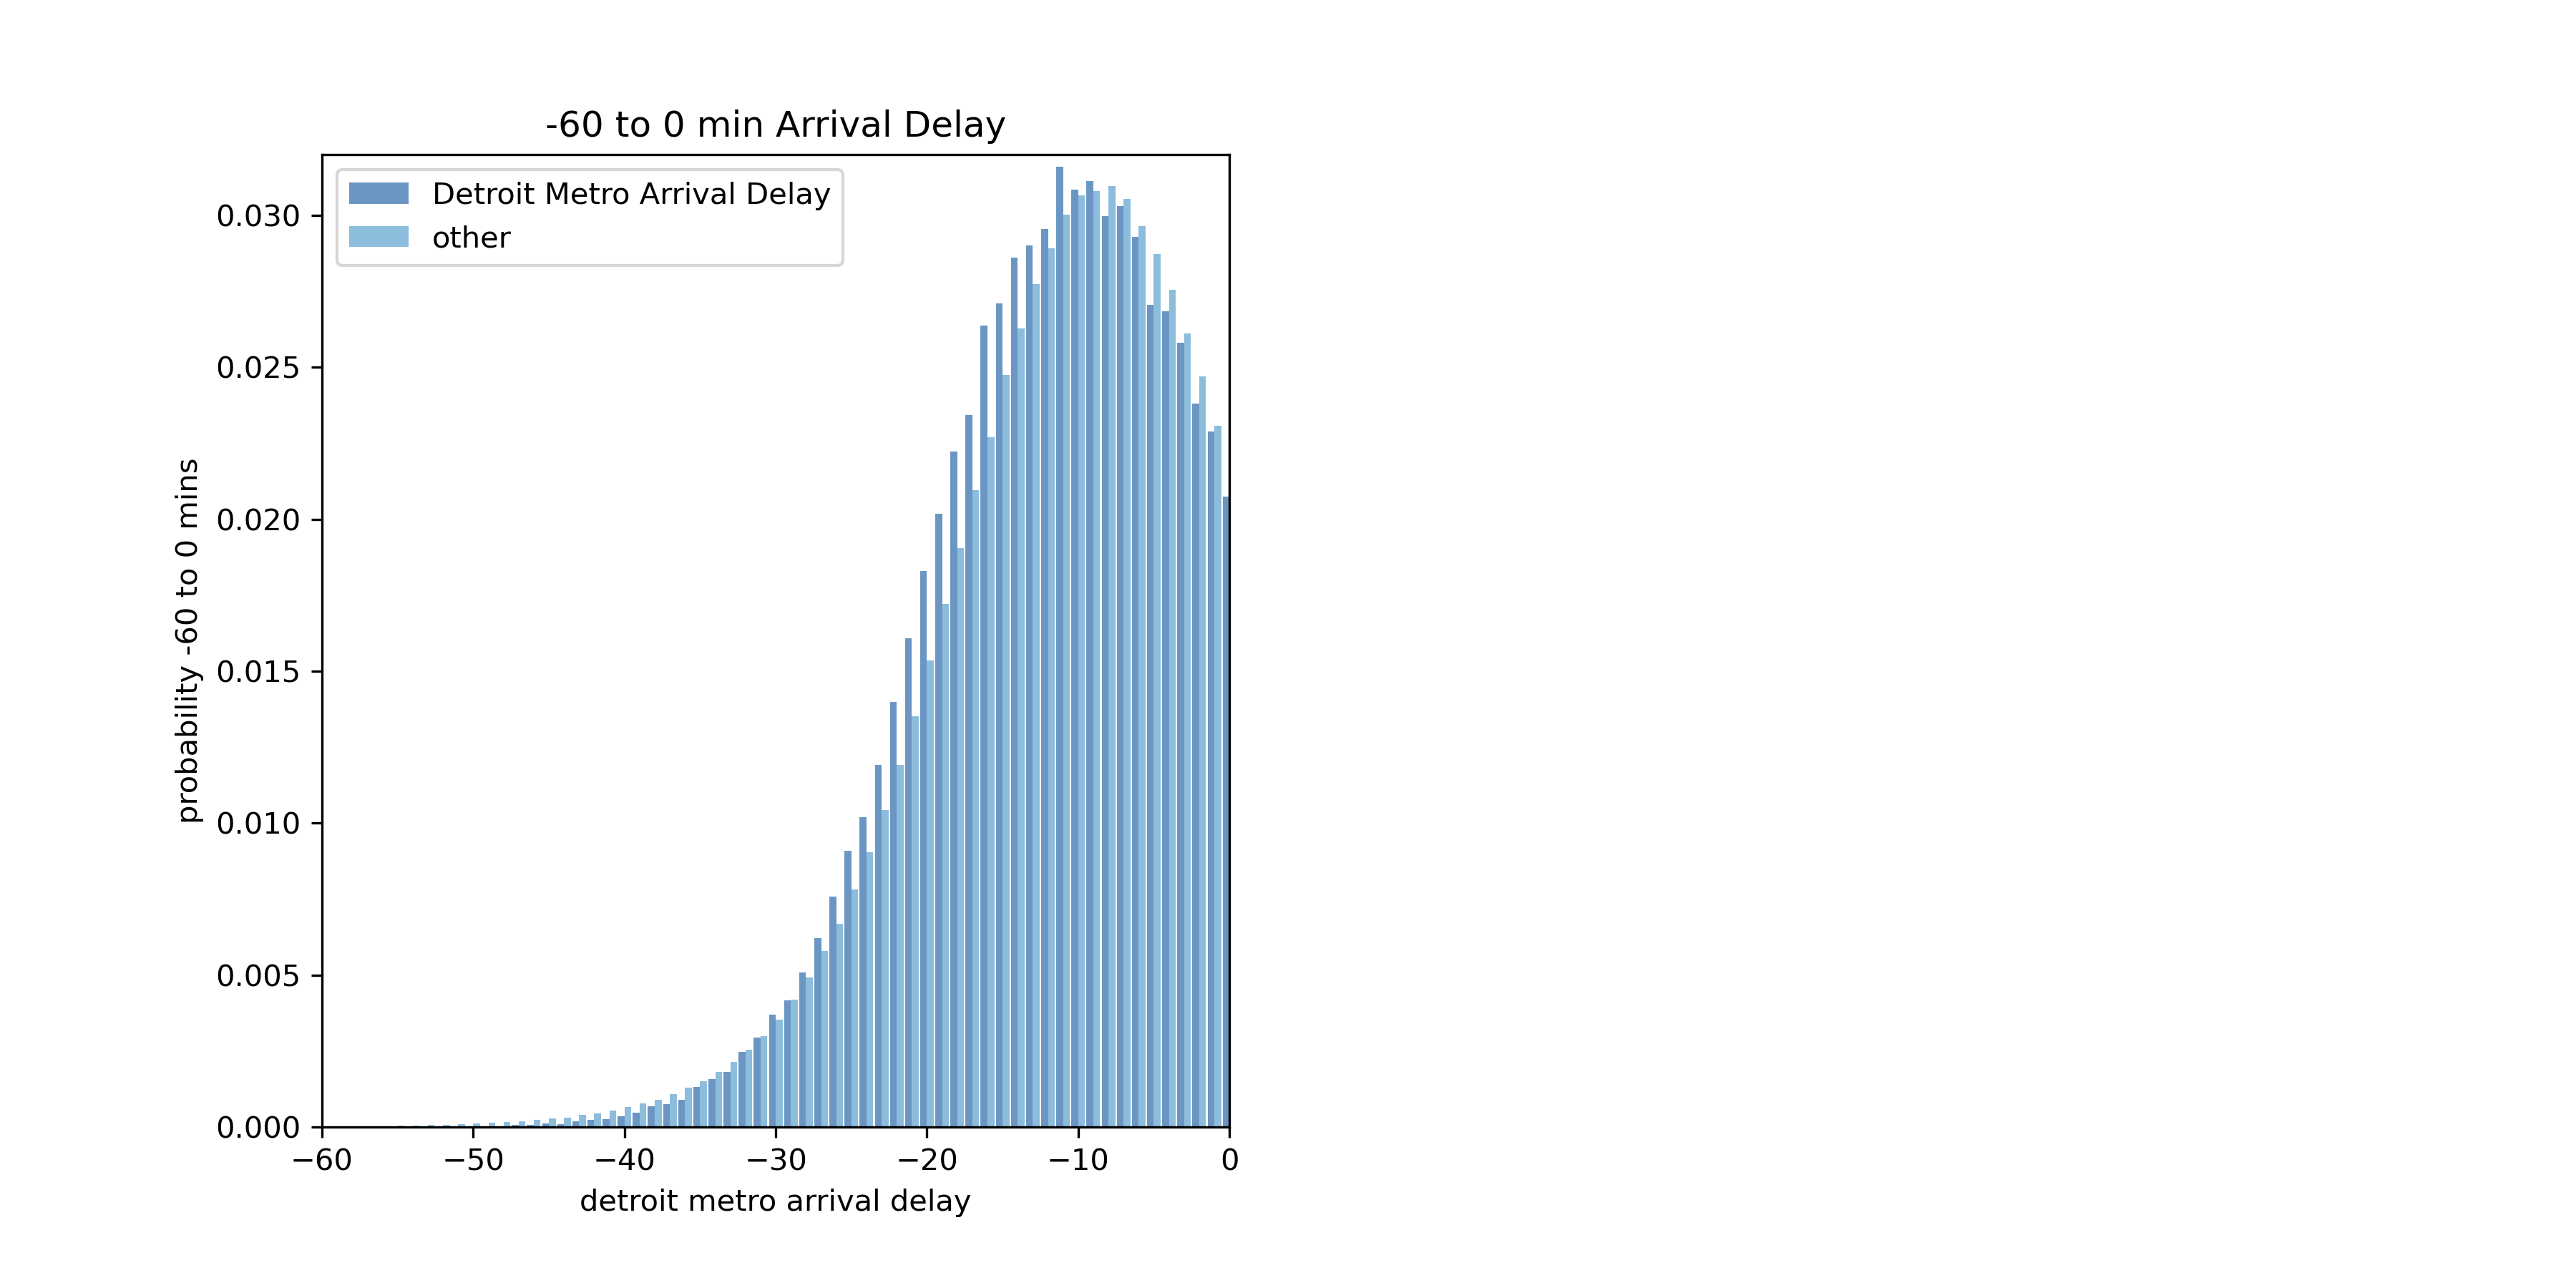 -60 to 0 min Arrival Delay
Detroit Metro Arrival Delay
other
probability -60 to 0 mins
0.030
0.025
0.020
0.015
0.010
0.005
0.000
−60
−50
−40
−30
−20
−10
0
detroit metro arrival delay